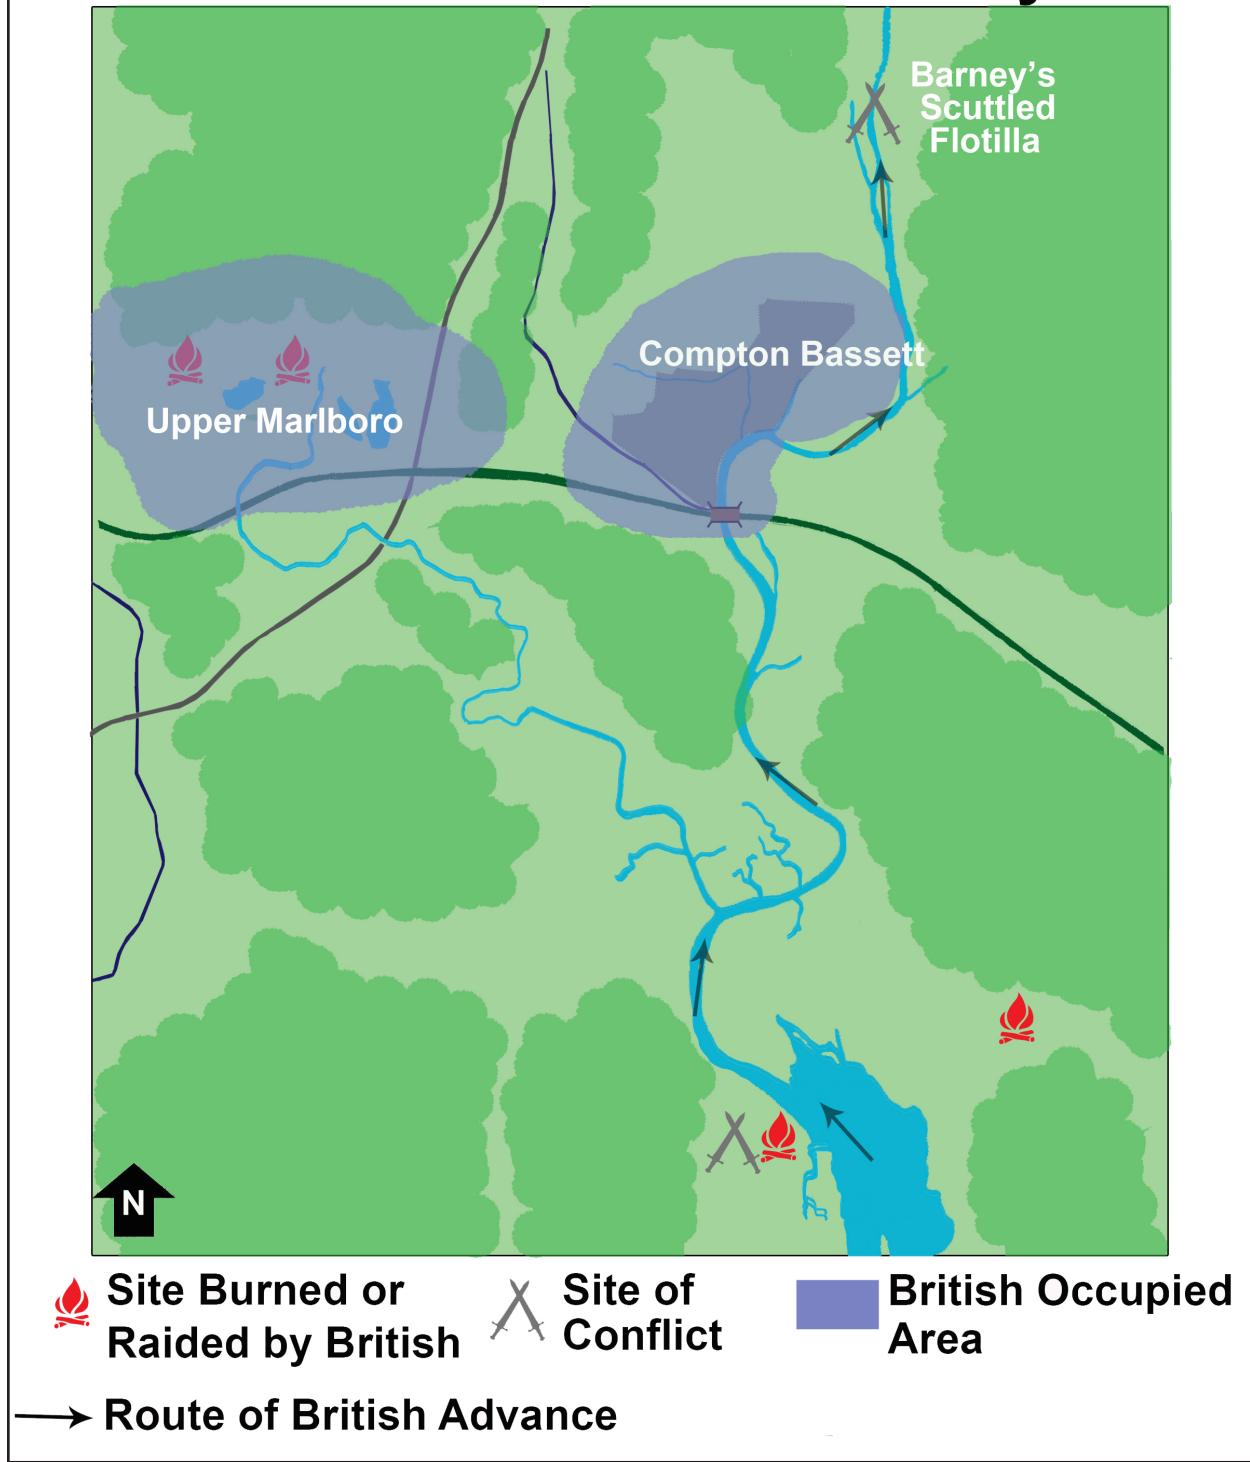 Barney's
Scuttled
Flotilla
Compton Bassett
Upper Marlboro
N
Site Burned or
Raided by British
Site of
Conflict
British Occupied
Area
Route of British Advance